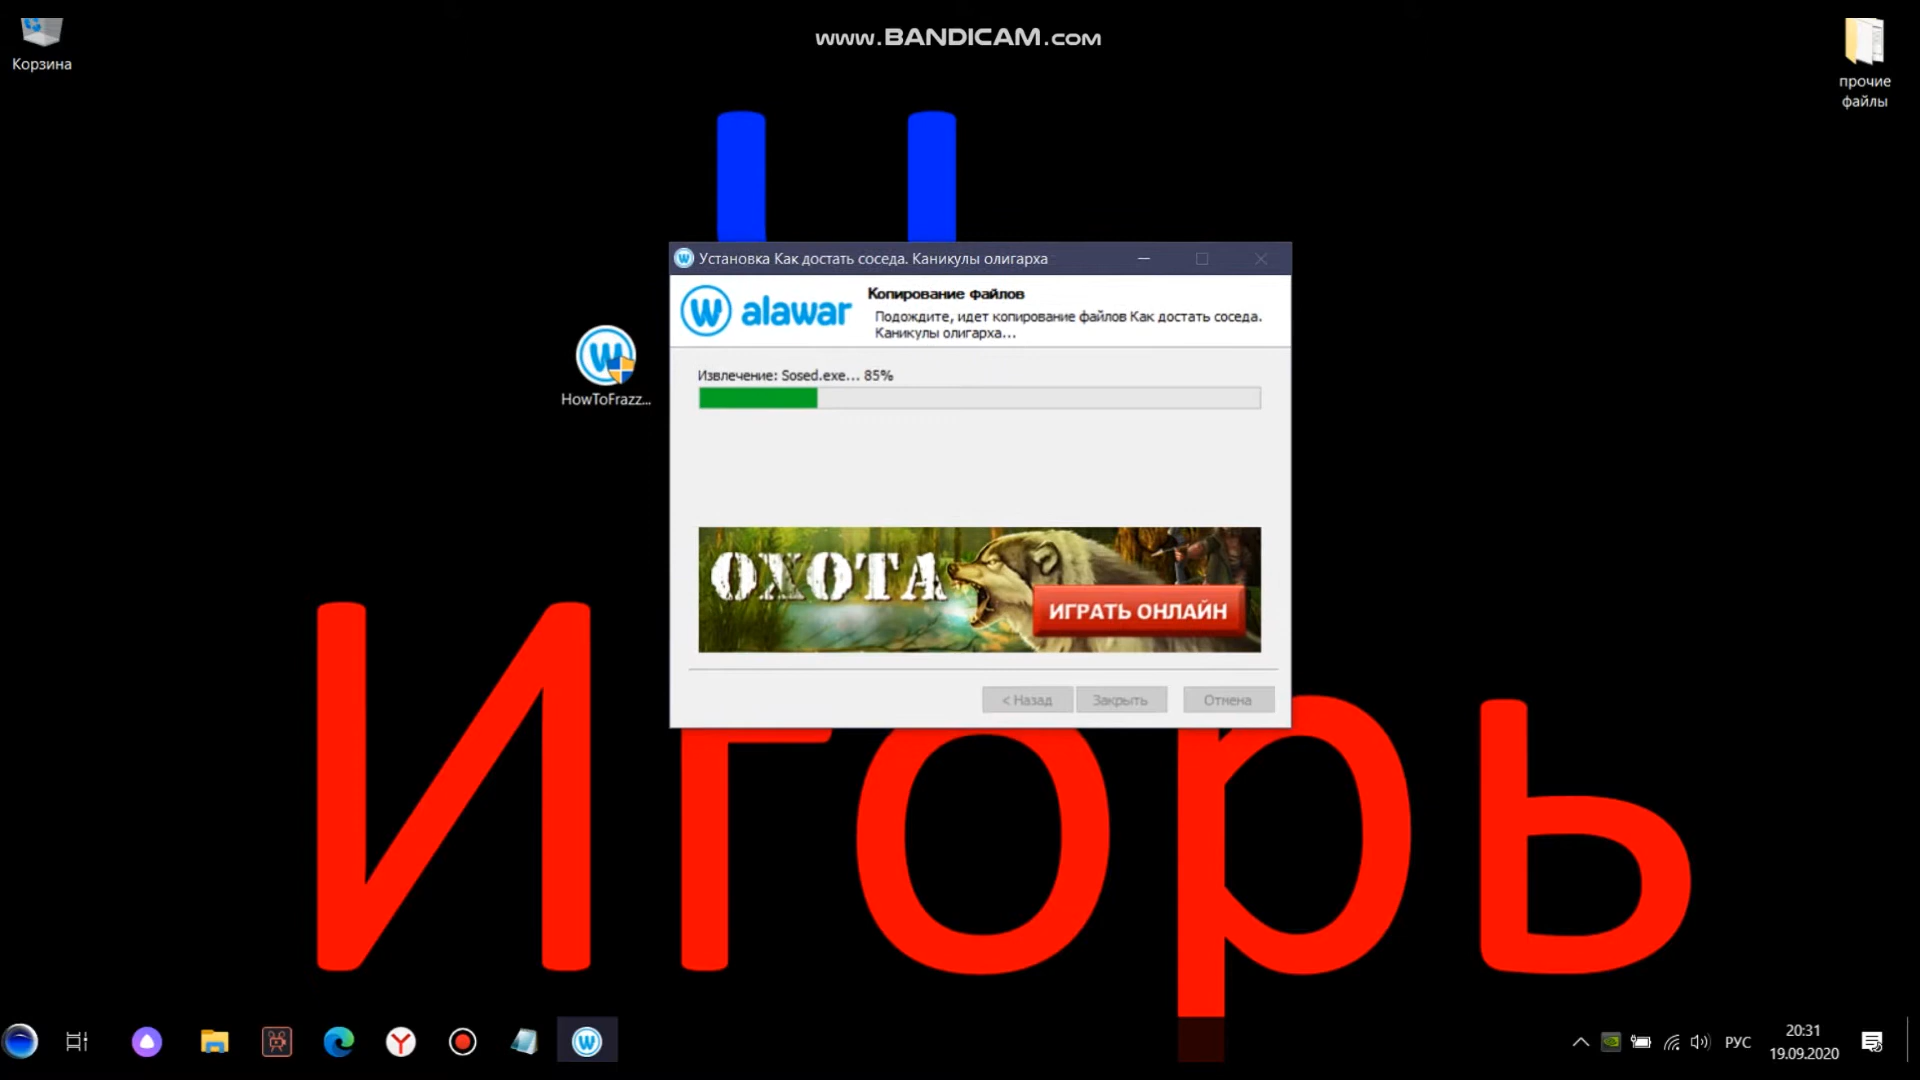 www.BANDICAM.com
Корзина
прочие
файлы
Установка Как достать соседа. Каникулы олигарха
alawar
Копирование файлов
Подождите, идет копирование файлов Как достать соседа.
Каникулы олигарха...
Извлечение: Sosed.exe... 85%
HowToFrazz...
ОХОТА
ИГРАТЬ ОНЛАЙН
< Назад
Закрыть
Отмена
Игорь
РУС
20:31
19.09.2020